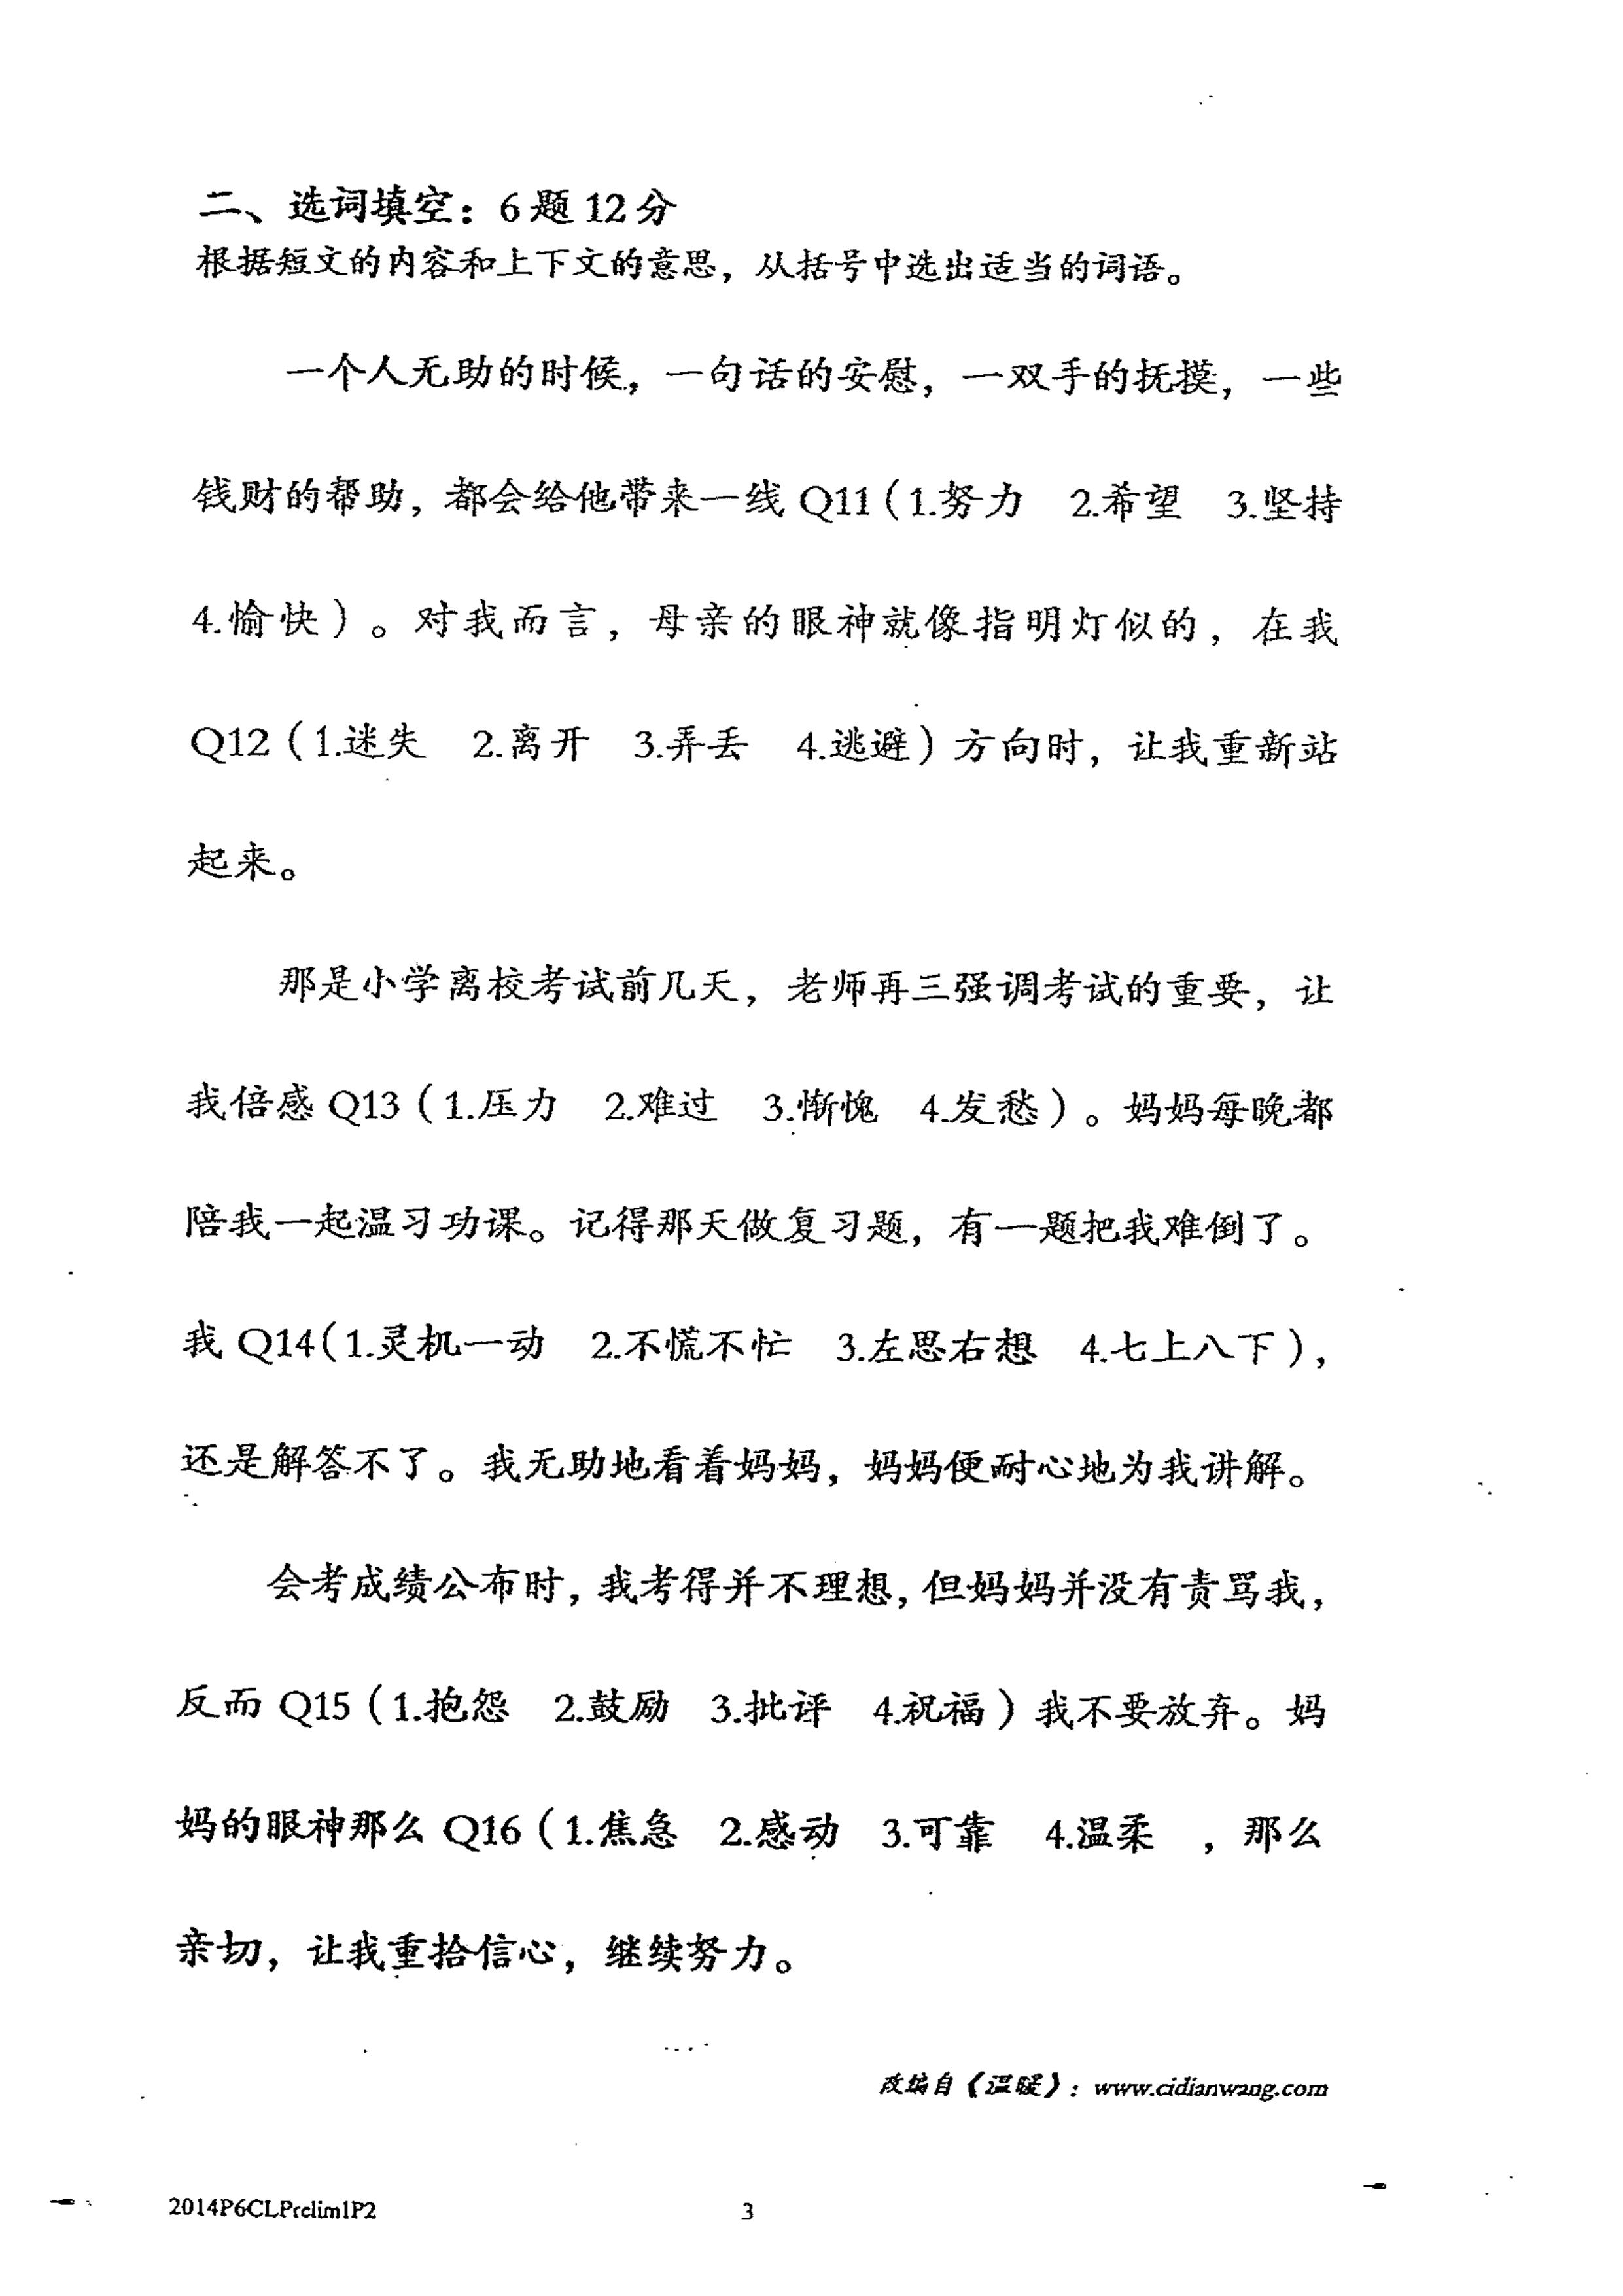 二、选词填空：6题12分
根据短文的内容和上下文的意思，从括号中选出适当的词语。
一个人无助的时候，一句话的安慰，一双手的抚摸，一些
钱财的帮助，都会给他带来一线Q11（1.努力 2.希望 3.坚持
4.愉快）。对我而言，母亲的眼神就像指明灯似的，在我
Q12（1.迷失 2.离开 3.弄丢 4.逃避）方向时，让我重新站
起来。
那是小学离校考试前几天，老师再三强调考试的重要，让
我倍感Q13（1.压力 2.难过 3.惭愧 4.发愁）。妈妈每晚都
陪我一起温习功课。记得那天做复习题，有一题把我难倒了。
我Q14（1.灵机一动 2.不慌不忙 3.左思右想 4.七上八下），
还是解答不了。我无助地看着妈妈，妈妈便耐心地为我讲解。
会考成绩公布时，我考得并不理想，但妈妈并没有责骂我，
反而Q15（1.抱怨 2.鼓励 3.批评 4.祝福）我不要放弃。妈
妈的眼神那么Q16（1.焦急 2.感动 3.可靠 4.温柔 ，那么
亲切，让我重拾信心，继续努力。
改编自《温暖》：www.cidianwang.com
2014P6CLPrelim1P2
3